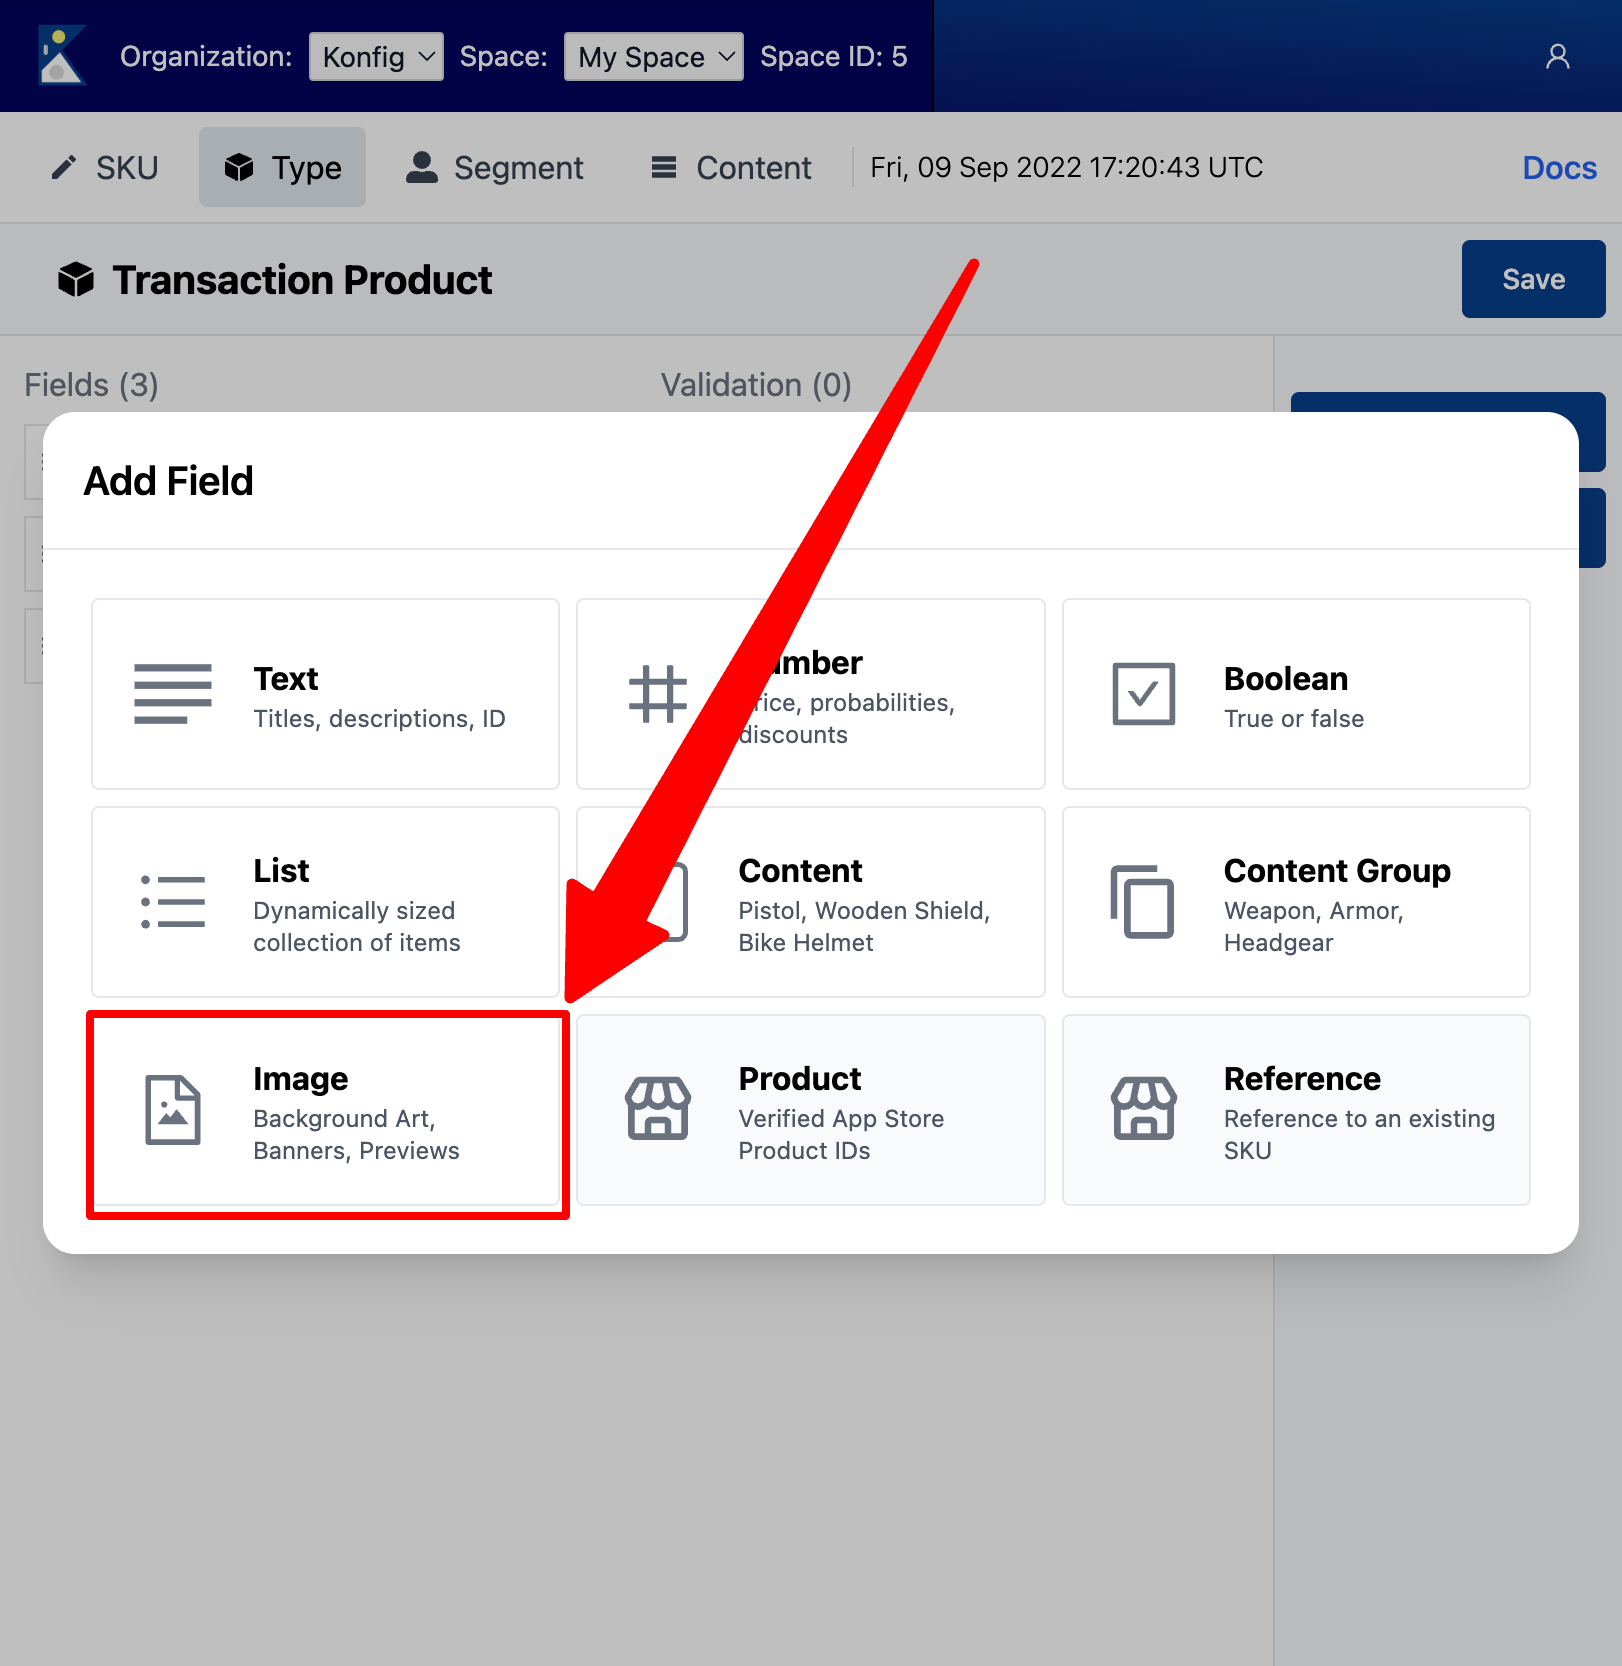 Organization: Konfig Space: My Space Space ID: 5
SKU Type Segment Content Fri, 09 Sep 2022 17:20:43 UTC Docs
Transaction Product Save
Fields (3) Validation (0)
Add Field
Text
Titles, descriptions, ID
mber
rice, probabilities,
discounts
Boolean
True or false
List
Dynamically sized
collection of items
Content
Pistol, Wooden Shield,
Bike Helmet
Content Group
Weapon, Armor,
Headgear
Image
Background Art,
Banners, Previews
Product
Verified App Store
Product IDs
Reference
Reference to an existing
SKU